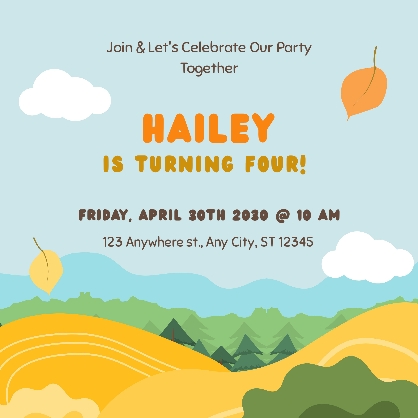 Join & Let's Celebrate Our Party
Together
HAILEY
IS TURNING FOUR!
FRIDAY, APRIL 30TH 2030 @ 10 AM
123 Anywhere st., Any City, ST 12345